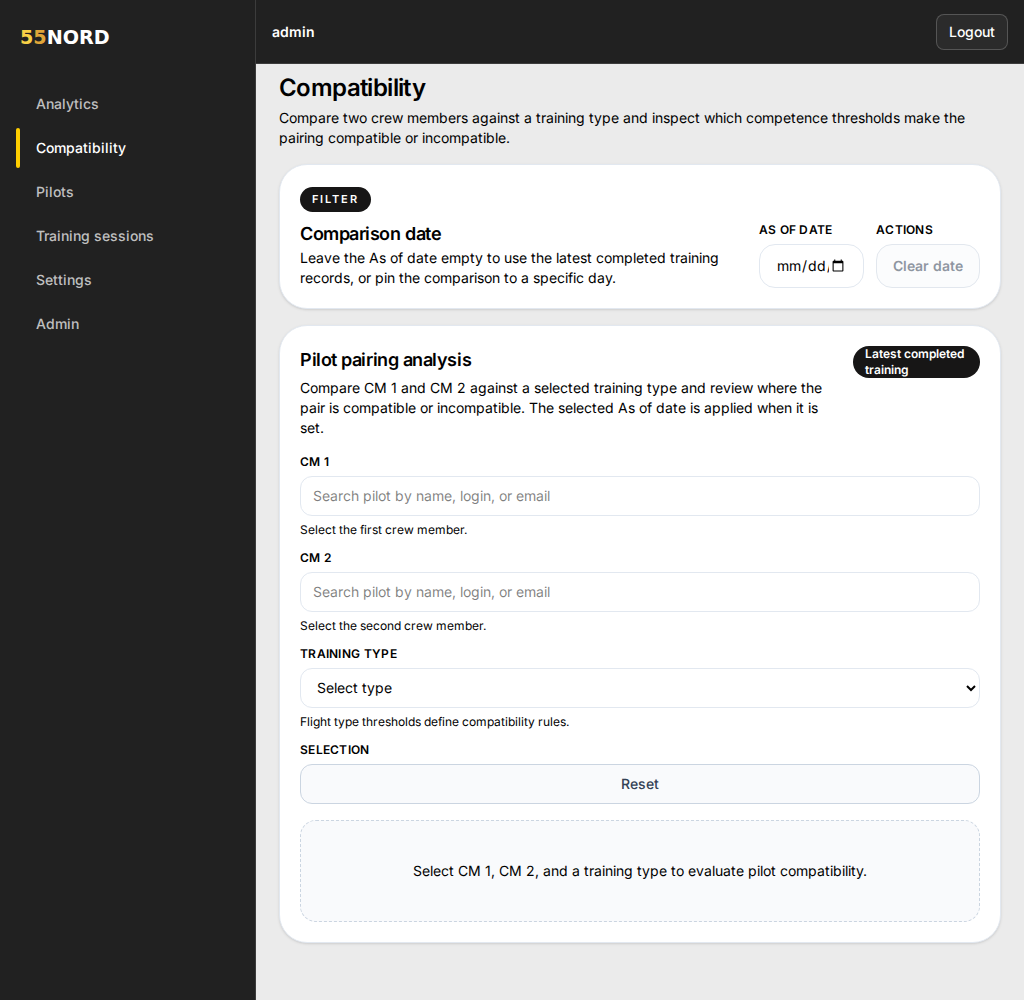 55NORD
admin
Logout
Analytics
Compatibility
Pilots
Training sessions
Settings
Admin
Compatibility
Compare two crew members against a training type and inspect which competence thresholds make the
pairing compatible or incompatible.
FILTER
Comparison date
Leave the As of date empty to use the latest completed training
records, or pin the comparison to a specific day.
AS OF DATE
mm/dd/
ACTIONS
Clear date
Pilot pairing analysis
Latest completed
training
Compare CM 1 and CM 2 against a selected training type and review where the
pair is compatible or incompatible. The selected As of date is applied when it is
set.
CM 1
Search pilot by name, login, or email
Select the first crew member.
CM 2
Search pilot by name, login, or email
Select the second crew member.
TRAINING TYPE
Select type
Flight type thresholds define compatibility rules.
SELECTION
Reset
Select CM 1, CM 2, and a training type to evaluate pilot compatibility.